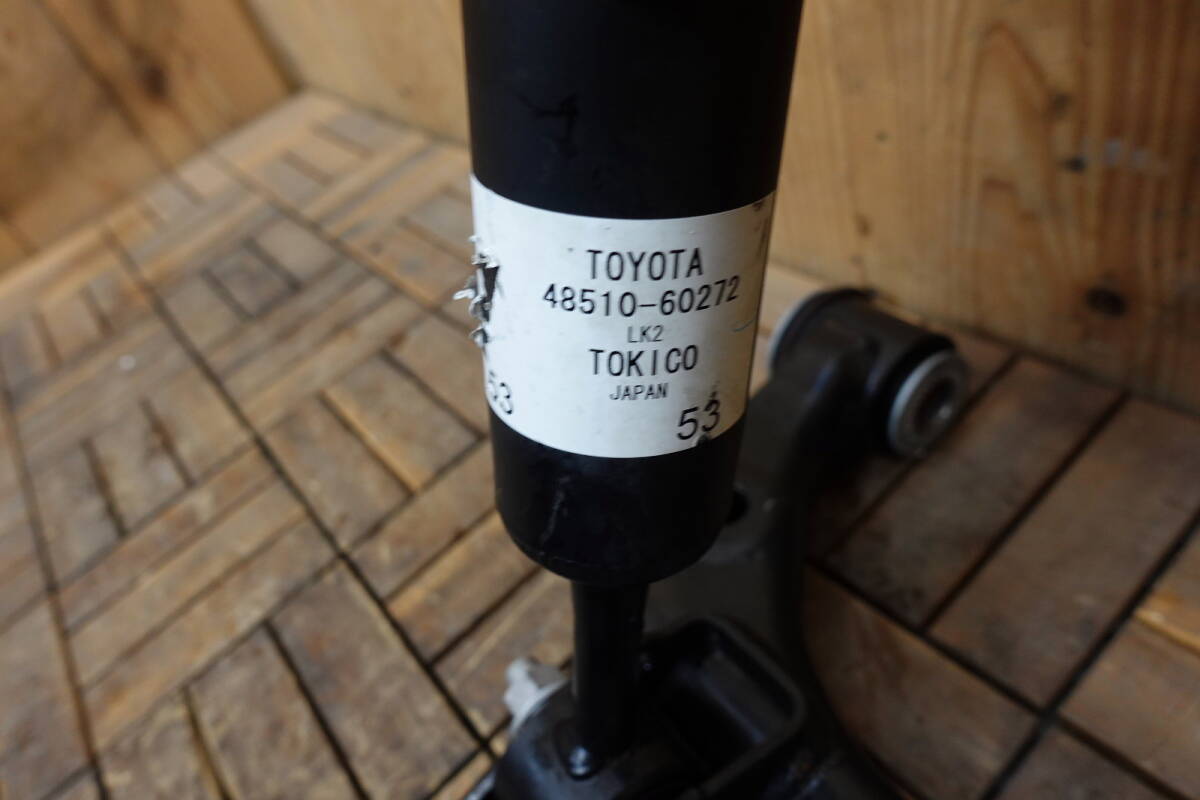 TOYOTA
48510-60272
LK2
TOKICO
JAPAN
53
53